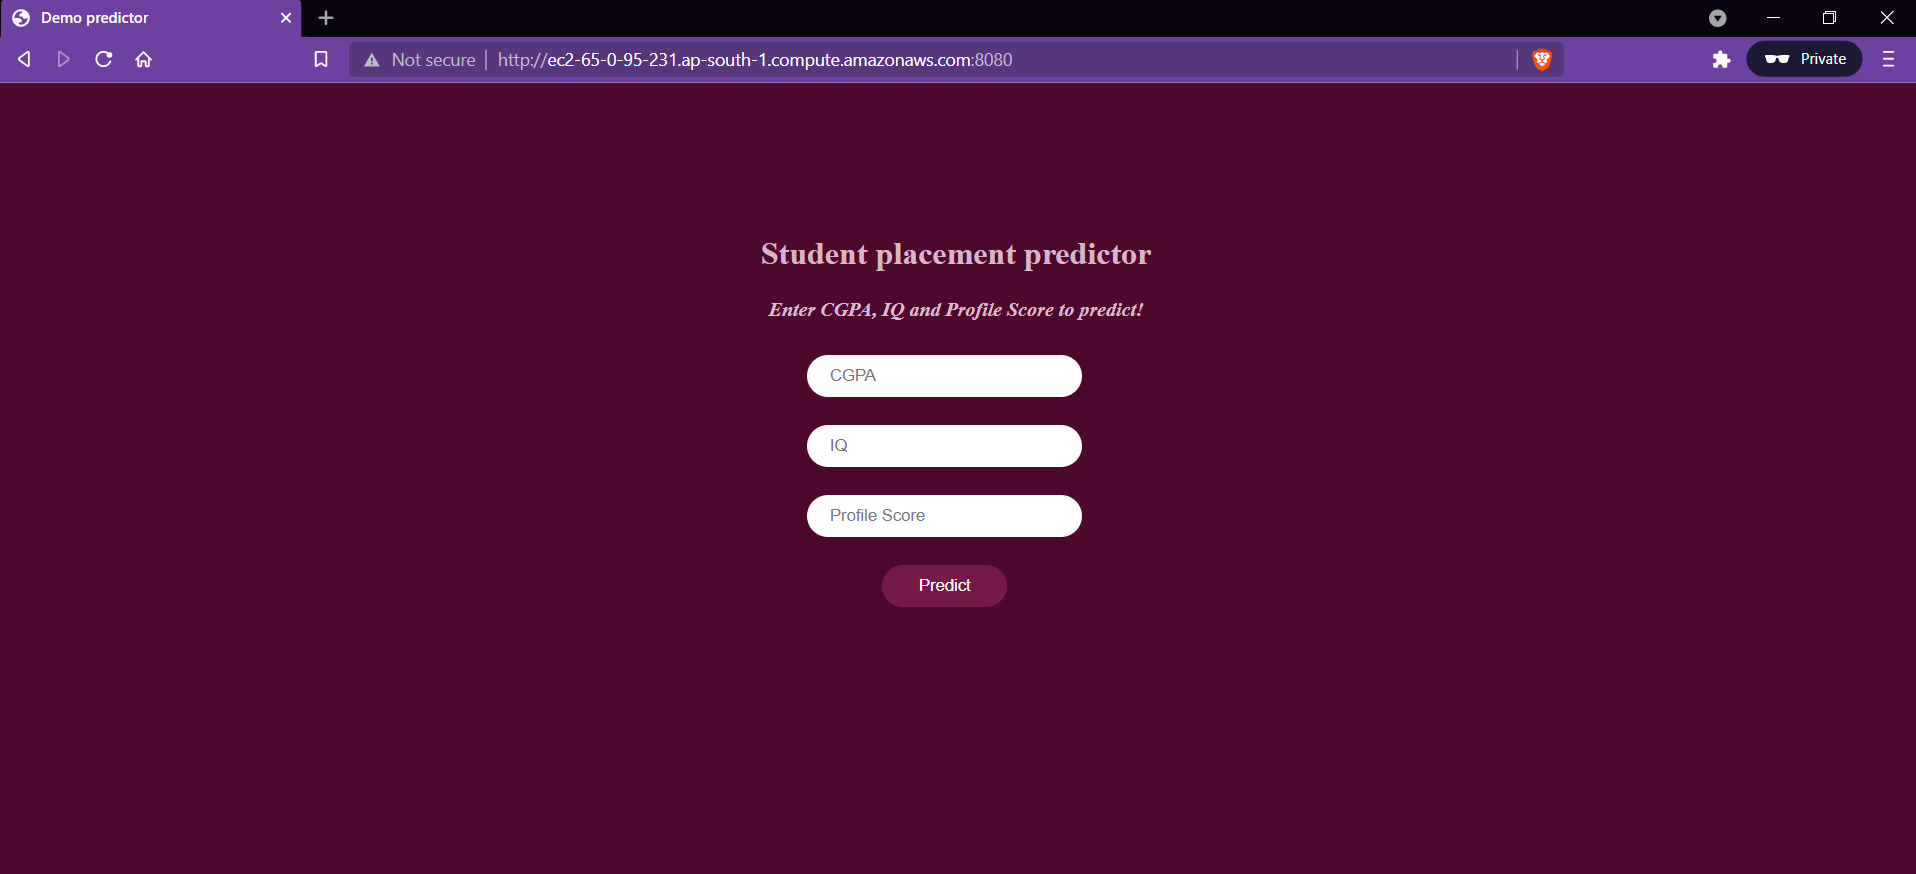 Demo predictor
Not secure http://ec2-65-0-95-231.ap-south-1.compute.amazonaws.com:8080
Private
Student placement predictor
Enter CGPA, IQ and Profile Score to predict!
CGPA
IQ
Profile Score
Predict